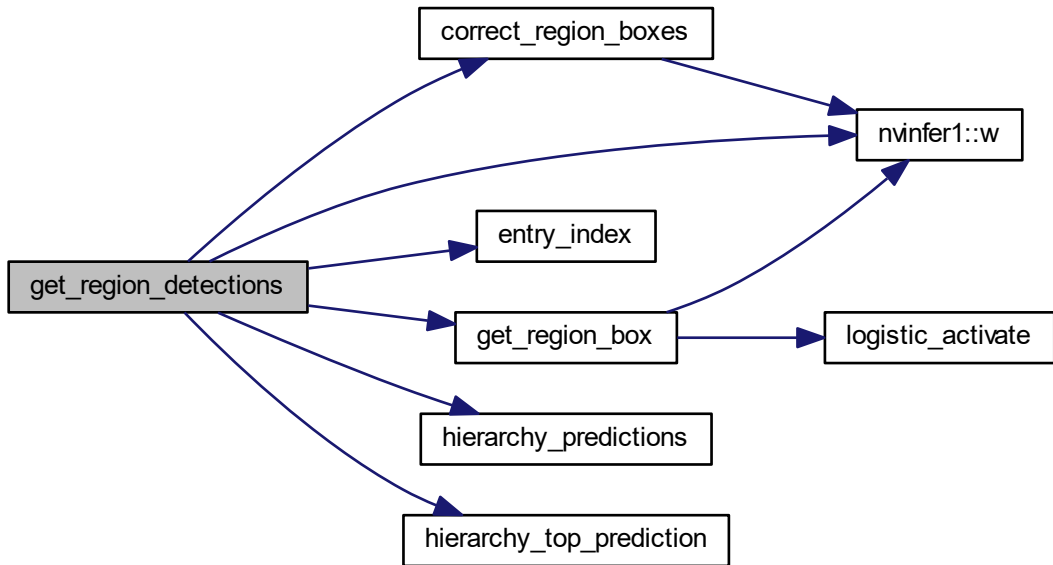 correct_region_boxes
nvinfer1::w
entry_index
get_region_detections
get_region_box
logistic_activate
hierarchy_predictions
hierarchy_top_prediction